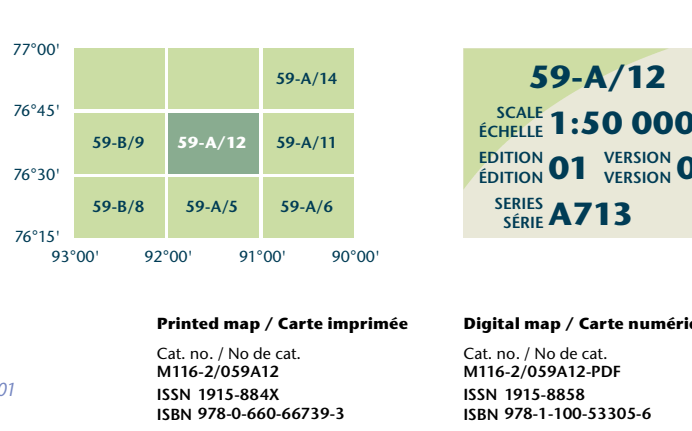 77°00'
59-A/14
76°45'
59-B/9 59-A/12 59-A/11
76°30'
59-B/8 59-A/5 59-A/6
76°15'
93°00' 92°00' 91°00' 90°00'
59-A/12
SCALE
ÉCHELLE 1:50 000
EDITION
ÉDITION 01 VERSION
VERSION
SERIES
SÉRIE A713
Printed map / Carte imprimée
Cat. no. / No de cat.
M116-2/059A12
ISSN 1915-884X
ISBN 978-0-660-66739-3
Digital map / Carte
Cat. no. / No de cat.
M116-2/059A12-PDF
ISSN 1915-8858
ISBN 978-1-100-53305-6
01